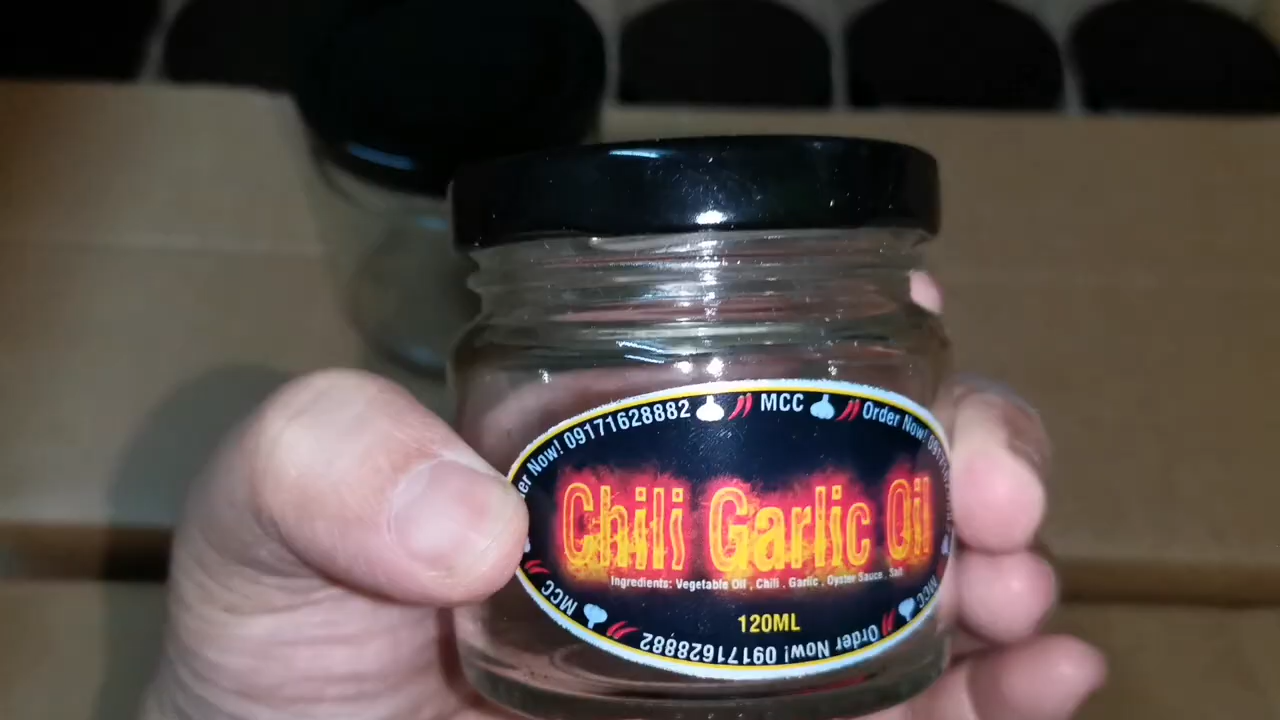 Order Now! 09171628882 MCC Order Now!
Chili Garlic Oil
Ingredients: Vegetable Oil , Chili , Garlic , Oyster Sauce , Salt
120ML
MCC 09171628882 Order Now! MCC